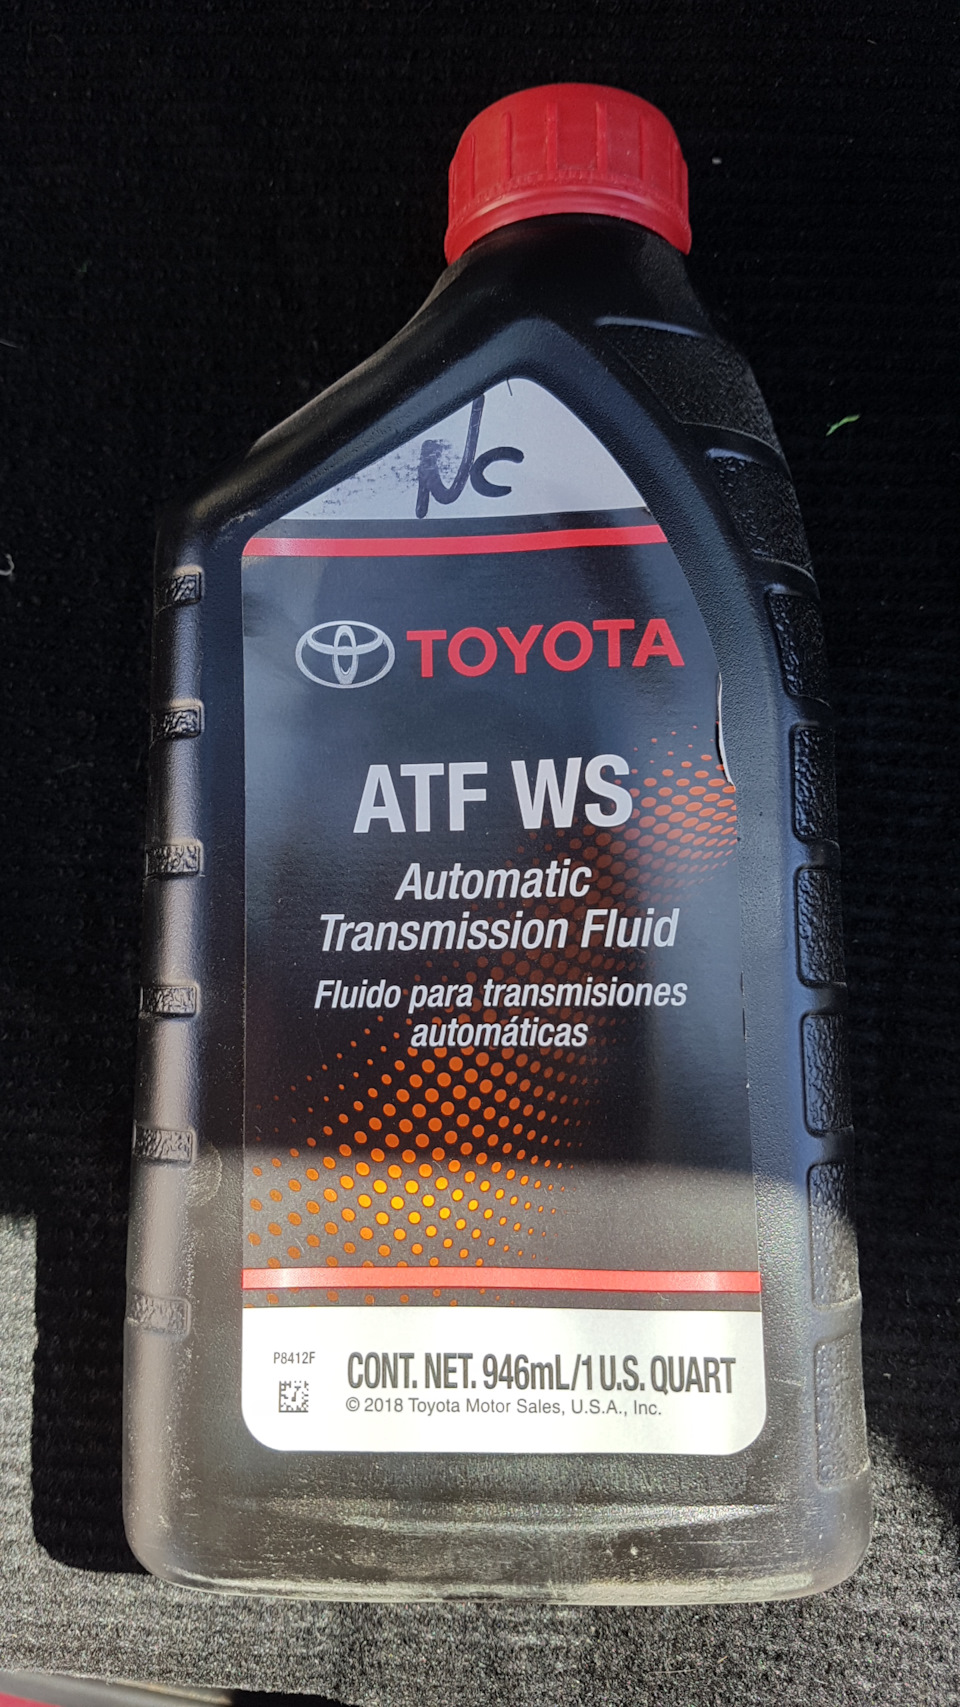 NC
TOYOTA
ATF WS
Automatic
Transmission Fluid
Fluido para transmisiones
automáticas
P8412F
CONT. NET. 946mL/1 U.S. QUART
© 2018 Toyota Motor Sales, U.S.A., Inc.